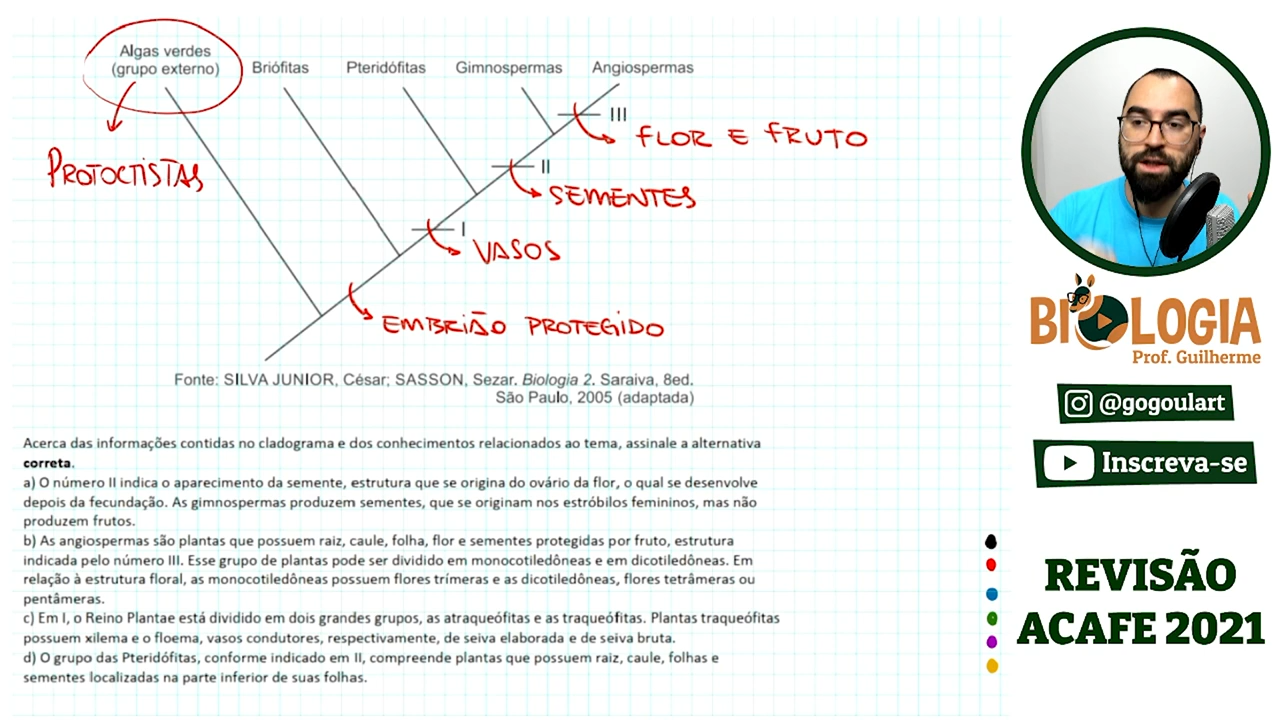 Algas verdes
(grupo externo)
Briófitas
Pteridófitas
Gimnospermas
Angiospermas
III
FLOR E FRUTO
PROTOCTISTAS
II
SEMENTES
I
VASOS
EMBRIÃO PROTEGIDO
Fonte: SILVA JUNIOR, César; SASSON, Sezar. Biologia 2. Saraiva, 8ed.
São Paulo, 2005 (adaptada)
Acerca das informações contidas no cladograma e dos conhecimentos relacionados ao tema, assinale a alternativa
correta.
a) O número II indica o aparecimento da semente, estrutura que se origina do ovário da flor, o qual se desenvolve
depois da fecundação. As gimnospermas produzem sementes, que se originam nos estróbilos femininos, mas não
produzem frutos.
b) As angiospermas são plantas que possuem raiz, caule, folha, flor e sementes protegidas por fruto, estrutura
indicada pelo número III. Esse grupo de plantas pode ser dividido em monocotiledôneas e em dicotiledôneas. Em
relação à estrutura floral, as monocotiledôneas possuem flores trímeras e as dicotiledôneas, flores tetrâmeras ou
pentâmeras.
c) Em I, o Reino Plantae está dividido em dois grandes grupos, as atraqueófitas e as traqueófitas. Plantas traqueófitas
possuem xilema e o floema, vasos condutores, respectivamente, de seiva elaborada e de seiva bruta.
d) O grupo das Pteridófitas, conforme indicado em II, compreende plantas que possuem raiz, caule, folhas e
sementes localizadas na parte inferior de suas folhas.
BIOLOGIA
Prof. Guilherme
@gogoulart
Inscreva-se
REVISÃO
ACAFE 2021